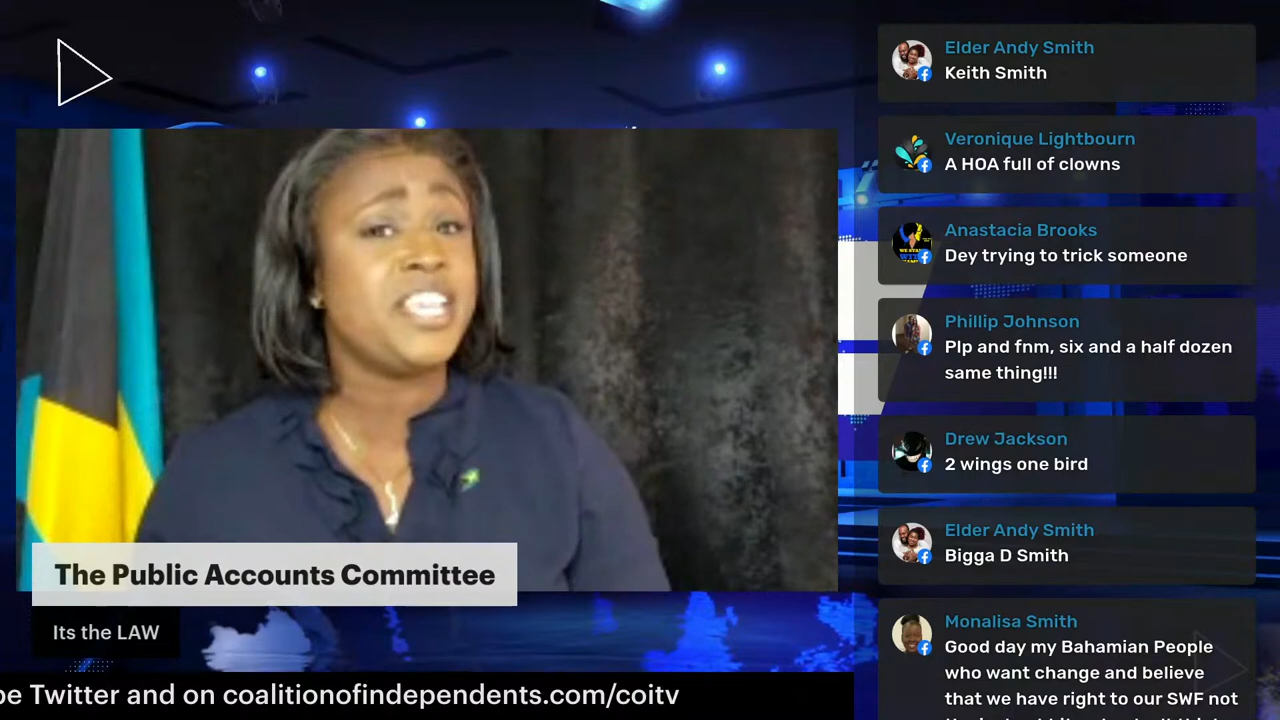 Elder Andy Smith
Keith Smith
Veronique Lightbourn
A HOA full of clowns
Anastacia Brooks
Dey trying to trick someone
Phillip Johnson
Plp and fnm, six and a half dozen
same thing!!!
Drew Jackson
2 wings one bird
Elder Andy Smith
Bigga D Smith
Monalisa Smith
Good day my Bahamian People
who want change and believe
that we have right to our SWF not
The Public Accounts Committee
Its the LAW
Twitter and on coalitionofindependents.com/coitv